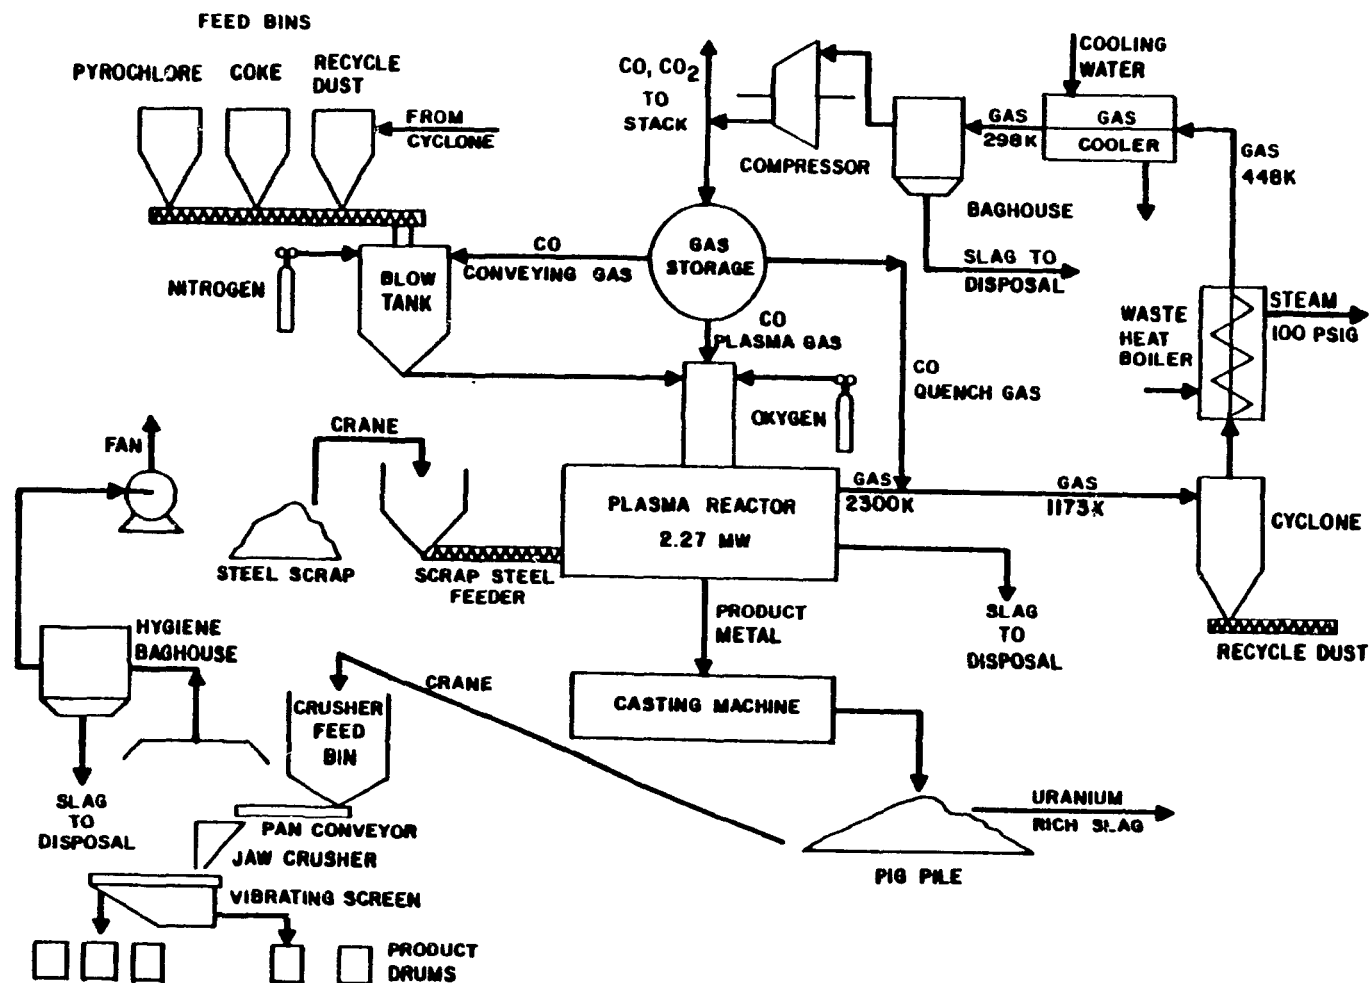 FEED BINS
PYROCHLORE
COKE
RECYCLE
DUST
FROM
CYCLONE
CO, CO2
TO
STACK
COMPRESSOR
COOLING
WATER
GAS
COOLER
GAS
298K
GAS
448K
BAGHOUSE
SLAG TO
DISPOSAL
NITROGEN
BLOW
TANK
CO
CONVEYING GAS
GAS
STORAGE
CO
PLASMA GAS
CO
QUENCH GAS
WASTE
HEAT
BOILER
STEAM
100 PSIG
OXYGEN
FAN
CRANE
STEEL SCRAP
SCRAP STEEL
FEEDER
PLASMA REACTOR
2.27 MW
GAS
2300K
GAS
1173K
CYCLONE
RECYCLE DUST
SLAG
TO
DISPOSAL
PRODUCT
METAL
HYGIENE
BAGHOUSE
CRANE
CRUSHER
FEED
BIN
CASTING MACHINE
SLAG
TO
DISPOSAL
PAN CONVEYOR
JAW CRUSHER
VIBRATING SCREEN
URANIUM
RICH SLAG
PIG PILE
PRODUCT
DRUMS